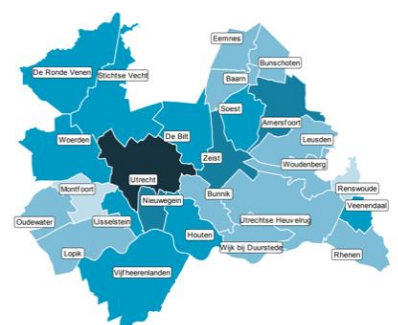 Eemnes
Bunschoten
De Ronde Venen
Stichtse Vecht
Baarn
Soest
Amersfoort
Woerden
De Bilt
Leusden
Zeist
Woudenberg
Utrecht
Renswoude
Montfoort
Nieuwegein
Bunnik
Veenendaal
Oudewater
IJsselstein
Utrechtse Heuvelrug
Houten
Lopik
Wijk bij Duurstede
Rhenen
Vijfheerenlanden